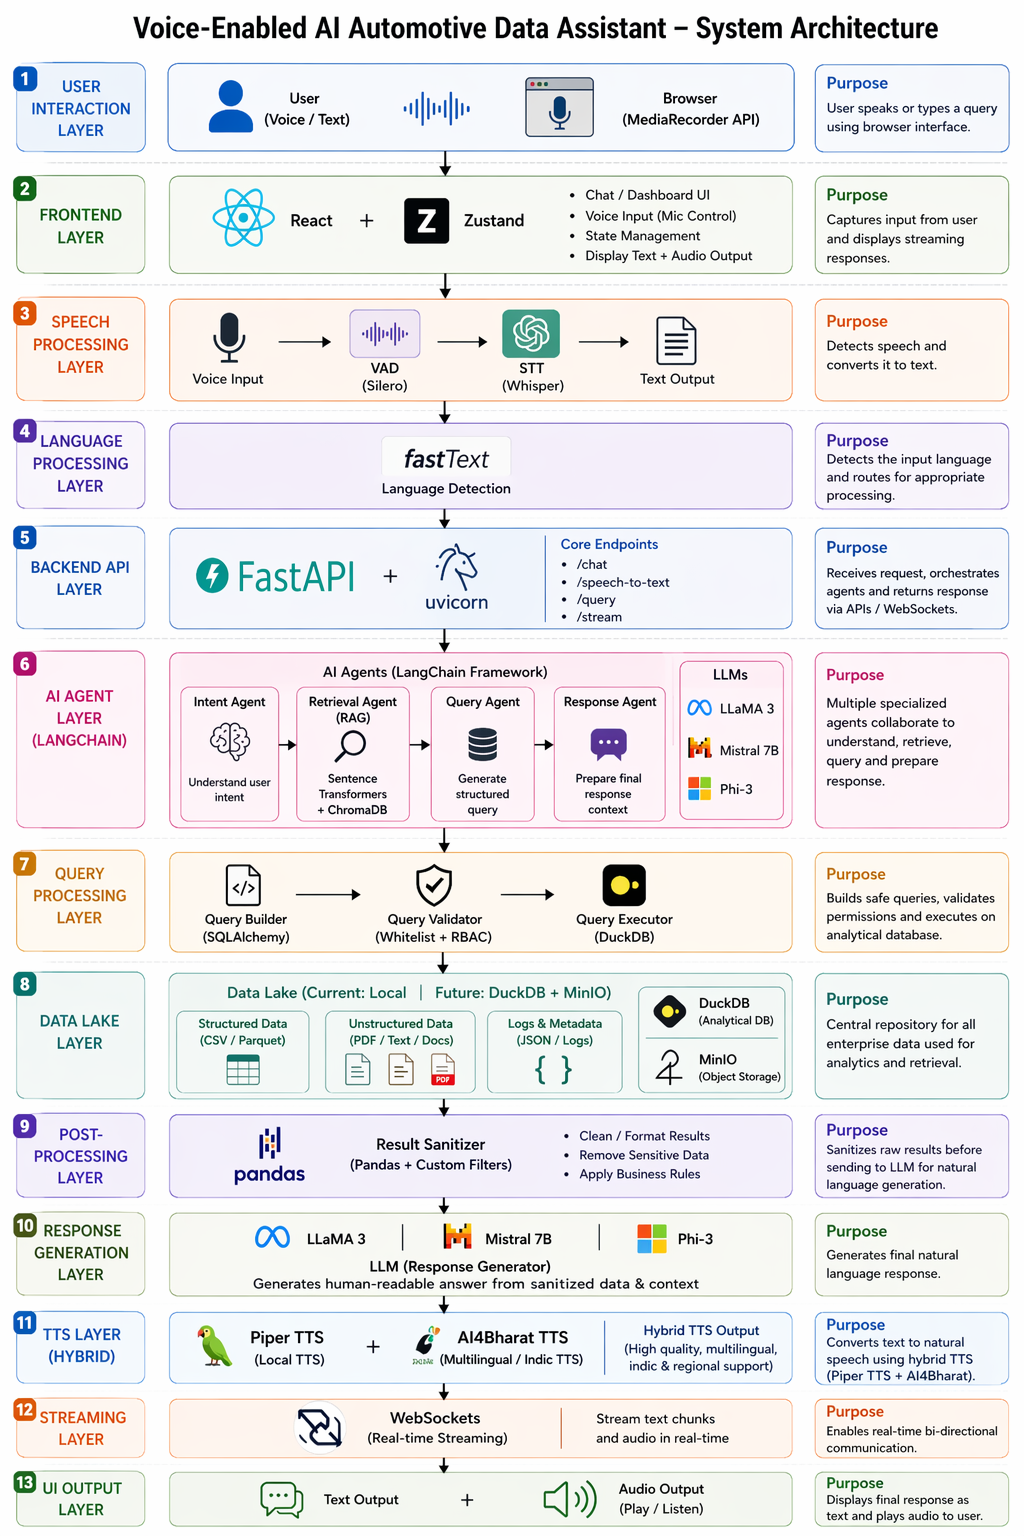 Voice-Enabled AI Automotive Data Assistant – System Architecture
1
USER
INTERACTION
LAYER
User
(Voice / Text)
Browser
(MediaRecorder API)
Purpose
User speaks or types a query
using browser interface.
2
FRONTEND
LAYER
React
+
Z
Zustand
• Chat / Dashboard UI
• Voice Input (Mic Control)
• State Management
• Display Text + Audio Output
Purpose
Captures input from user
and displays streaming
responses.
3
SPEECH
PROCESSING
LAYER
Voice Input
VAD
(Silero)
STT
(Whisper)
Text Output
Purpose
Detects speech and
converts it to text.
4
LANGUAGE
PROCESSING
LAYER
fastText
Language Detection
Purpose
Detects the input language
and routes for appropriate
processing.
5
BACKEND API
LAYER
FastAPI
+
uvicorn
Core Endpoints
• /chat
• /speech-to-text
• /query
• /stream
Purpose
Receives request, orchestrates
agents and returns response
via APIs / WebSockets.
6
AI AGENT
LAYER
(LANGCHAIN)
AI Agents (LangChain Framework)
Intent Agent
Understand user
intent
Retrieval Agent
(RAG)
Sentence
Transformers
+ ChromaDB
Query Agent
Generate
structured
query
Response Agent
Prepare final
response
context
LLMs
LLaMA 3
Mistral 7B
Phi-3
Purpose
Multiple specialized
agents collaborate to
understand, retrieve,
query and prepare
response.
7
QUERY
PROCESSING
LAYER
</>
Query Builder
(SQLAlchemy)
Query Validator
(Whitelist + RBAC)
Query Executor
(DuckDB)
Purpose
Builds safe queries, validates
permissions and executes on
analytical database.
8
DATA LAKE
LAYER
Data Lake (Current: Local | Future: DuckDB + MinIO)
Structured Data
(CSV / Parquet)
Unstructured Data
(PDF / Text / Docs)
PDF
Logs & Metadata
(JSON / Logs)
{ }
DuckDB
(Analytical DB)
MinIO
(Object Storage)
Purpose
Central repository for all
enterprise data used for
analytics and retrieval.
9
POST-
PROCESSING
LAYER
pandas
Result Sanitizer
(Pandas + Custom Filters)
• Clean / Format Results
• Remove Sensitive Data
• Apply Business Rules
Purpose
Sanitizes raw results before
sending to LLM for natural
language generation.
10
RESPONSE
GENERATION
LAYER
LLaMA 3 | Mistral 7B | Phi-3
LLM (Response Generator)
Generates human-readable answer from sanitized data & context
Purpose
Generates final natural
language response.
11
TTS LAYER
(HYBRID)
Piper TTS
(Local TTS)
+
AI4Bharat TTS
(Multilingual / Indic TTS)
Hybrid TTS Output
(High quality, multilingual,
indic & regional support)
Purpose
Converts text to natural
speech using hybrid TTS
(Piper TTS + AI4Bharat).
12
STREAMING
LAYER
WebSockets
(Real-time Streaming)
Stream text chunks
and audio in real-time
Purpose
Enables real-time bi-directional
communication.
13
UI OUTPUT
LAYER
Text Output
+
Audio Output
(Play / Listen)
Purpose
Displays final response as
text and plays audio to user.